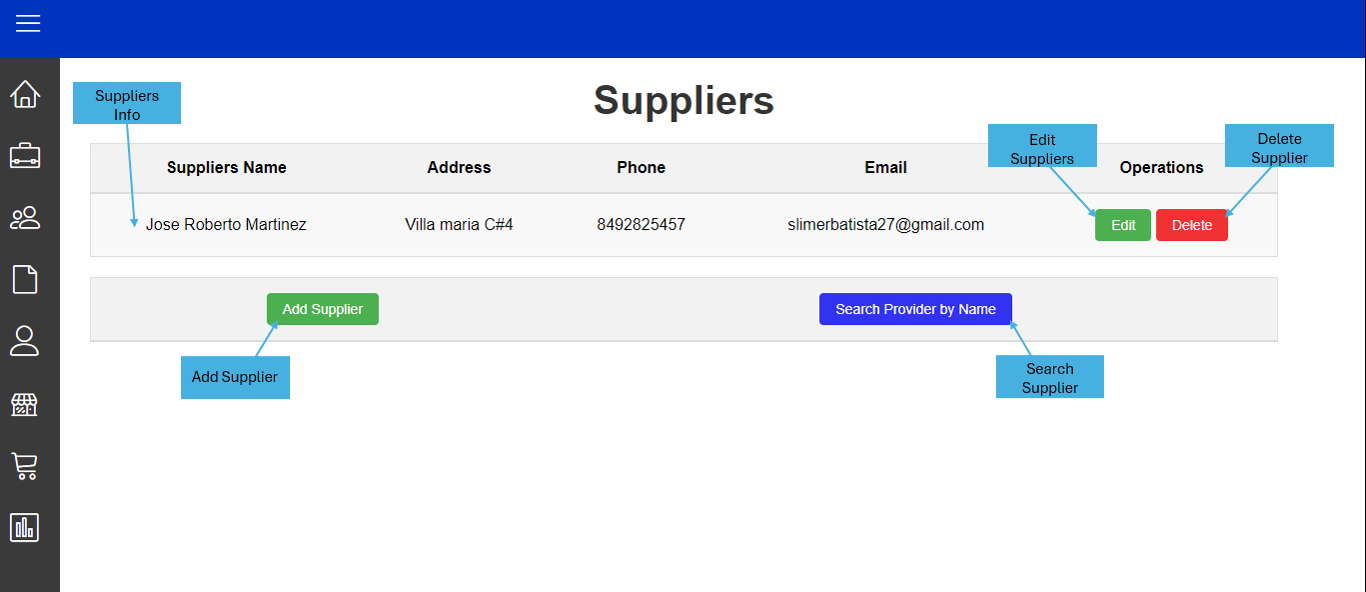 Suppliers
Info
Suppliers
Edit
Suppliers
Delete
Supplier
Suppliers Name Address Phone Email Operations
Jose Roberto Martinez Villa maria C#4 8492825457 slimerbatista27@gmail.com Edit Delete
Add Supplier Search Provider by Name
Add Supplier
Search
Supplier